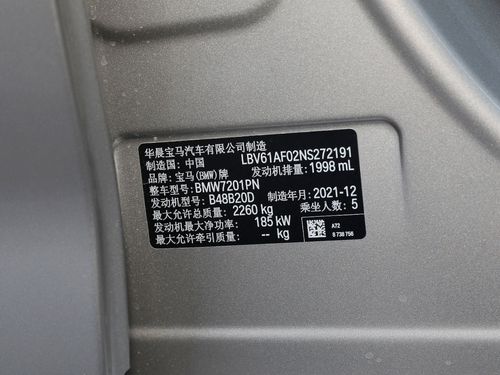 华晨宝马汽车有限公司制造
制造国: 中国 LBV61AF02NS272191
品牌: 宝马(BMW)牌 发动机排量: 1998 mL
整车型号: BMW7201PN
发动机型号: B48B20D 制造年月: 2021-12
最大允许总质量: 2260 kg 乘坐人数: 5
发动机最大净功率: 185 kW
最大允许牵引质量: -- kg
A72
8 738 756